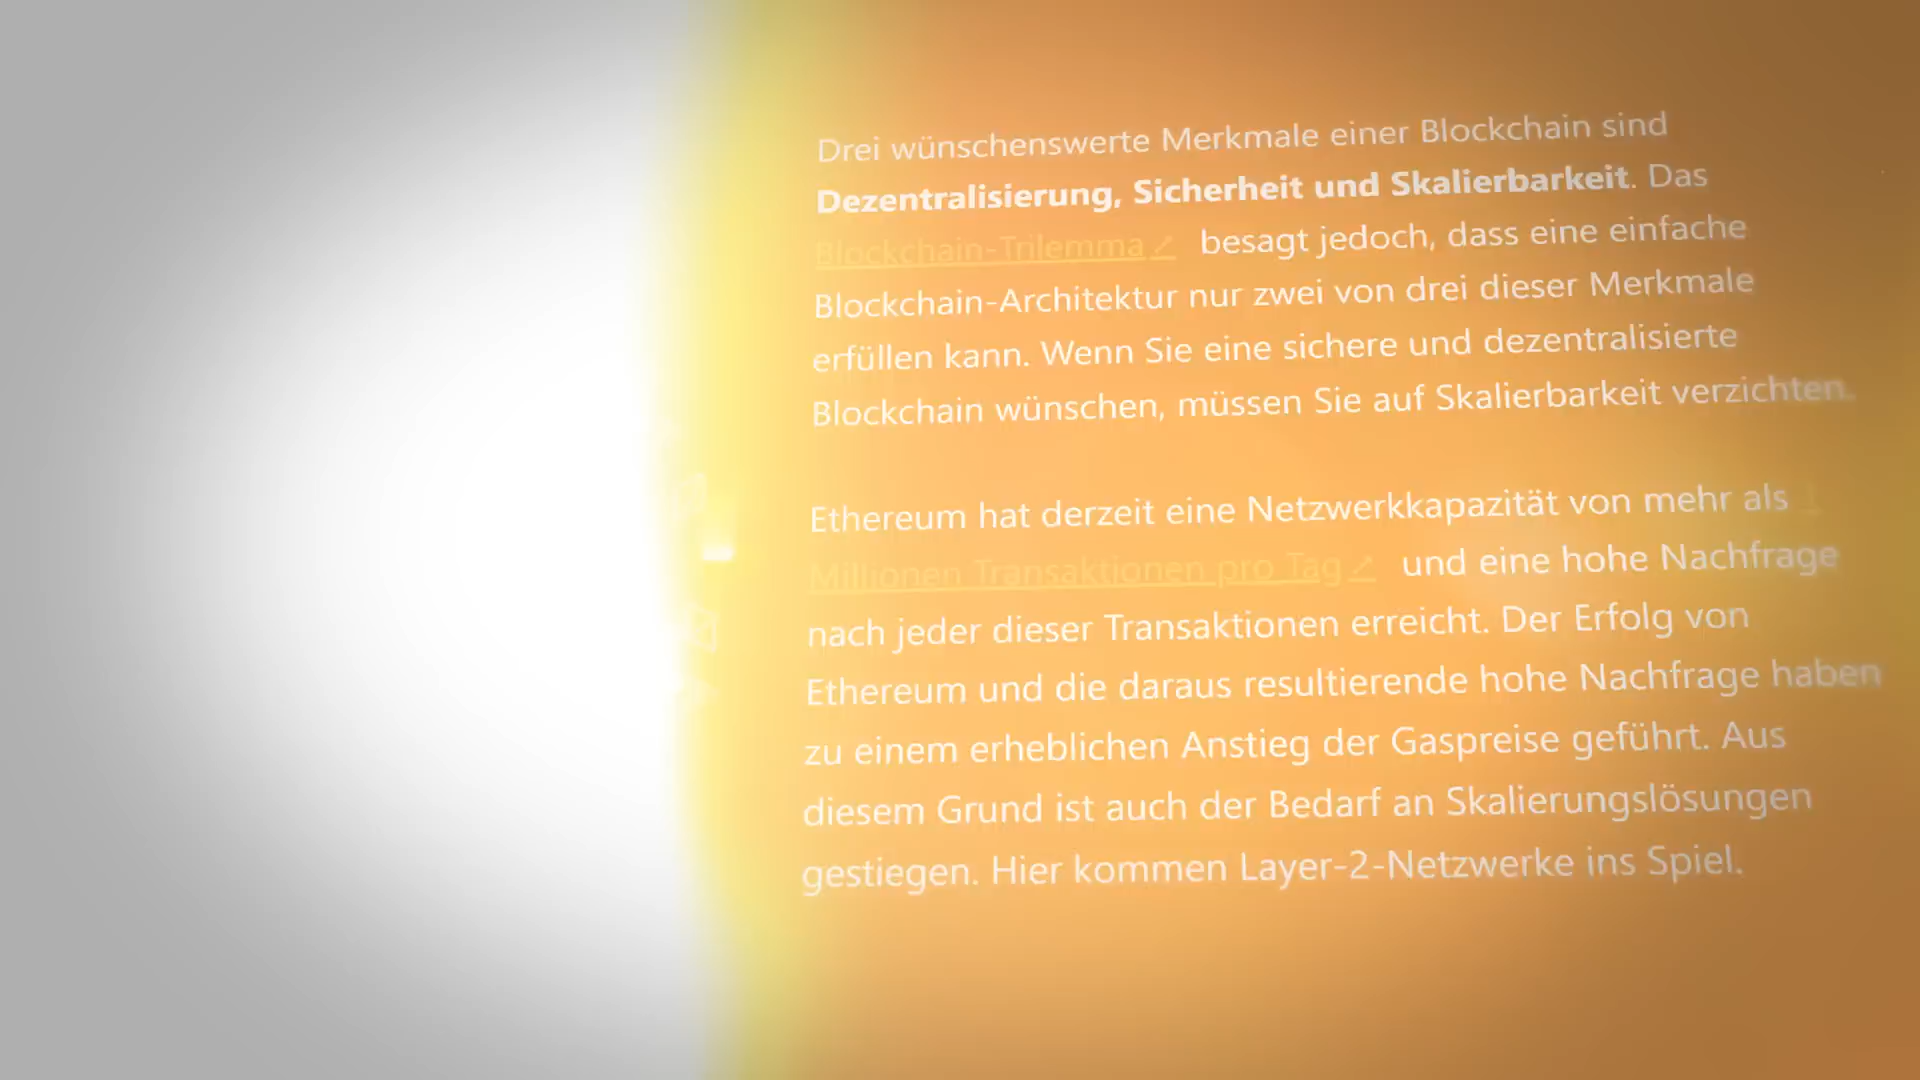 Drei wünschenswerte Merkmale einer Blockchain sind
Dezentralisierung, Sicherheit und Skalierbarkeit. Das
Blockchain-Trilemma↗ besagt jedoch, dass eine einfache
Blockchain-Architektur nur zwei von drei dieser Merkmale
erfüllen kann. Wenn Sie eine sichere und dezentralisierte
Blockchain wünschen, müssen Sie auf Skalierbarkeit verzichten.
Ethereum hat derzeit eine Netzwerkkapazität von mehr als
Millionen Transaktionen pro Tag↗ und eine hohe Nachfrage
nach jeder dieser Transaktionen erreicht. Der Erfolg von
Ethereum und die daraus resultierende hohe Nachfrage haben
zu einem erheblichen Anstieg der Gaspreise geführt. Aus
diesem Grund ist auch der Bedarf an Skalierungslösungen
gestiegen. Hier kommen Layer-2-Netzwerke ins Spiel.